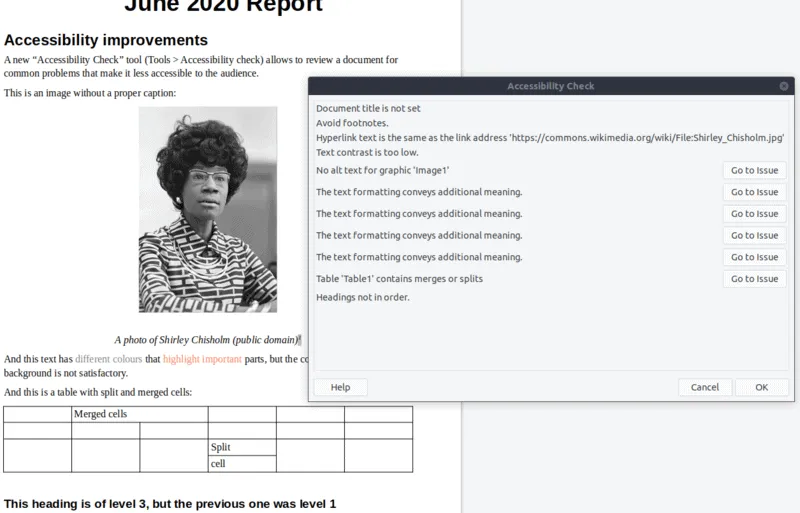 June 2020 Report
Accessibility improvements
A new “Accessibility Check” tool (Tools > Accessibility check) allows to review a document for
common problems that make it less accessible to the audience.
This is an image without a proper caption:
A photo of Shirley Chisholm (public domain)
And this text has different colours that highlight important parts, but the
background is not satisfactory.
And this is a table with split and merged cells:
Merged cells
Split
cell
This heading is of level 3, but the previous one was level 1
Accessibility Check
Document title is not set
Avoid footnotes.
Hyperlink text is the same as the link address 'https://commons.wikimedia.org/wiki/File:Shirley_Chisholm.jpg'
Text contrast is too low.
No alt text for graphic 'Image1' Go to Issue
The text formatting conveys additional meaning. Go to Issue
The text formatting conveys additional meaning. Go to Issue
The text formatting conveys additional meaning. Go to Issue
The text formatting conveys additional meaning. Go to Issue
Table 'Table1' contains merges or splits Go to Issue
Headings not in order.
Help Cancel OK